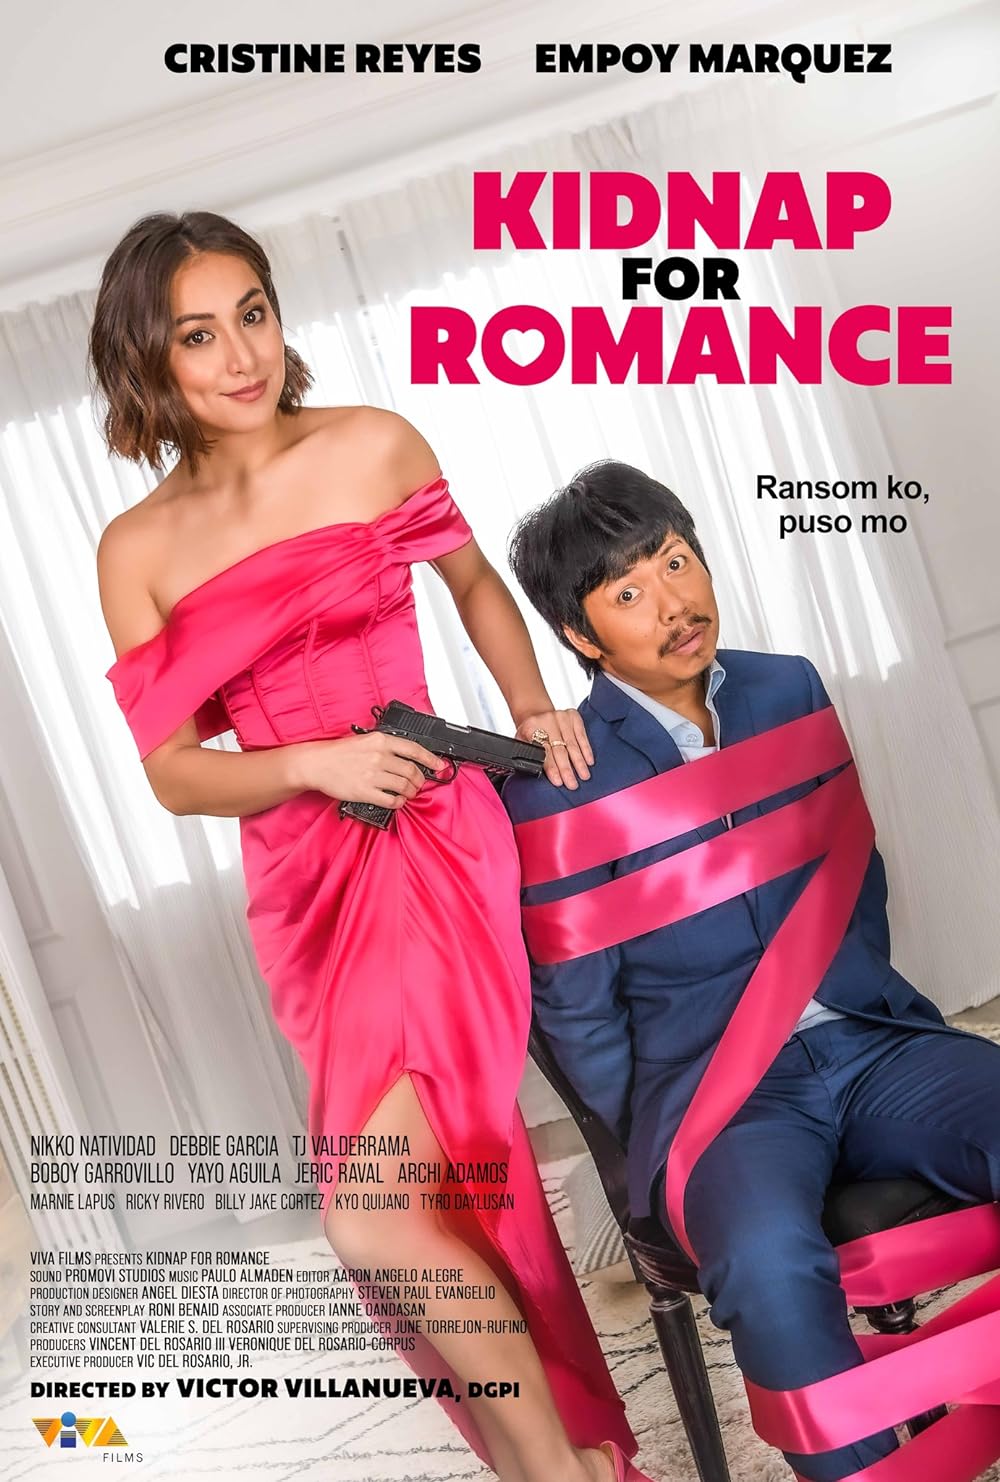 CRISTINE REYES EMPOY MARQUEZ
KIDNAP
FOR
ROMANCE
Ransom ko,
puso mo
NIKKO NATIVIDAD DEBBIE GARCIA TJ VALDERRAMA
BOBOY GARROVILLO YAYO AGUILA JERIC RAVAL ARCHI ADAMOS
MARNIE LAPUS RICKY RIVERO BILLY JAKE CORTEZ KYO QUIJANO TYRO DAYLUSAN
VIVA FILMS PRESENTS KIDNAP FOR ROMANCE
SOUND PROMOVI STUDIOS MUSIC PAULO ALMADEN EDITOR AARON ANGELO ALEGRE
PRODUCTION DESIGNER ANGEL DIESTA DIRECTOR OF PHOTOGRAPHY STEVEN PAUL EVANGELIO
STORY AND SCREENPLAY RONI BENAID ASSOCIATE PRODUCER IANNE OANDASAN
CREATIVE CONSULTANT VALERIE S. DEL ROSARIO SUPERVISING PRODUCER JUNE TORREJON-RUFINO
PRODUCERS VINCENT DEL ROSARIO III VERONIQUE DEL ROSARIO-CORPUS
EXECUTIVE PRODUCER VIC DEL ROSARIO, JR.
DIRECTED BY VICTOR VILLANUEVA, DGPI
VIVA
FILMS